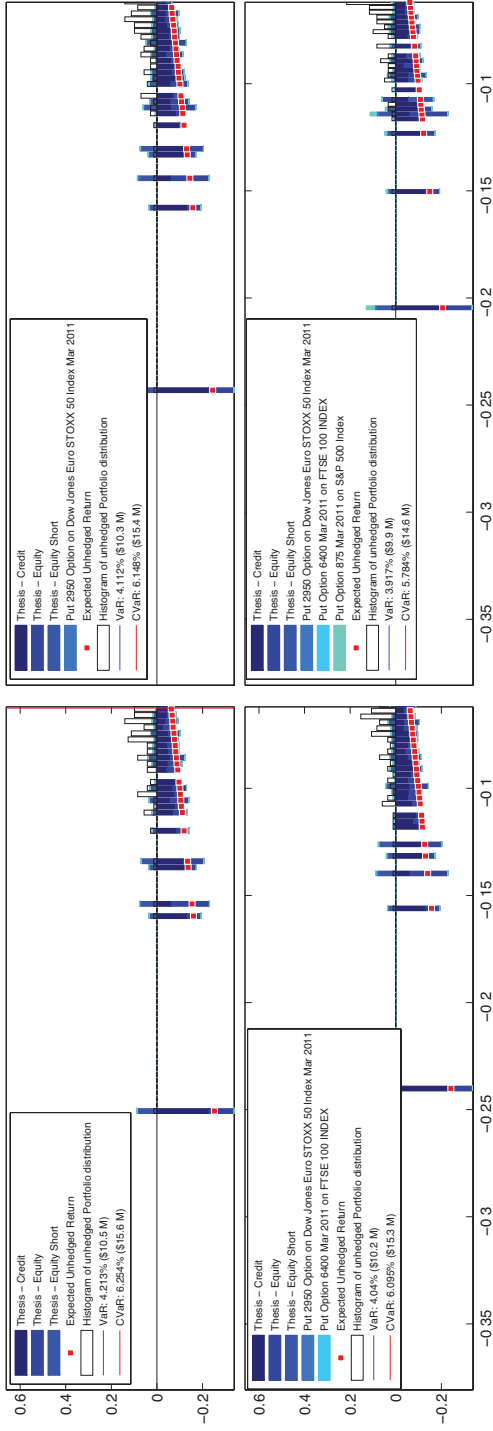 0.6
0.4
0.2
0
−0.2
Thesis – Credit
Thesis – Equity
Thesis – Equity Short
Expected Unhedged Return
Histogram of unhedged Portfolio distribution
VaR: 4.213% ($10.5 M)
CVaR: 6.254% ($15.6 M)
Thesis – Credit
Thesis – Equity
Thesis – Equity Short
Put 2950 Option on Dow Jones Euro STOXX 50 Index Mar 2011
Expected Unhedged Return
Histogram of unhedged Portfolio distribution
VaR: 4.112% ($10.3 M)
CVaR: 6.148% ($15.4 M)
0.6
0.4
0.2
0
−0.2
Thesis – Credit
Thesis – Equity
Thesis – Equity Short
Put 2950 Option on Dow Jones Euro STOXX 50 Index Mar 2011
Put 6400 Mar 2011 on FTSE 100 INDEX
Expected Unhedged Return
Histogram of unhedged Portfolio distribution
VaR: 4.04% ($10.2 M)
CVaR: 6.095% ($15.3 M)
−0.35
−0.3
−0.25
−0.2
−0.15
−0.1
Thesis – Credit
Thesis – Equity
Thesis – Equity Short
Put 2950 Option on Dow Jones Euro STOXX 50 Index Mar 2011
Put Option 6400 Mar 2011 on FTSE 100 INDEX
Put Option 875 Mar 2011 on S&P 500 Index
Expected Unhedged Return
Histogram of unhedged Portfolio distribution
VaR: 3.917% ($9.9 M)
CVaR: 5.784% ($14.6 M)
−0.35
−0.3
−0.25
−0.2
−0.15
−0.1